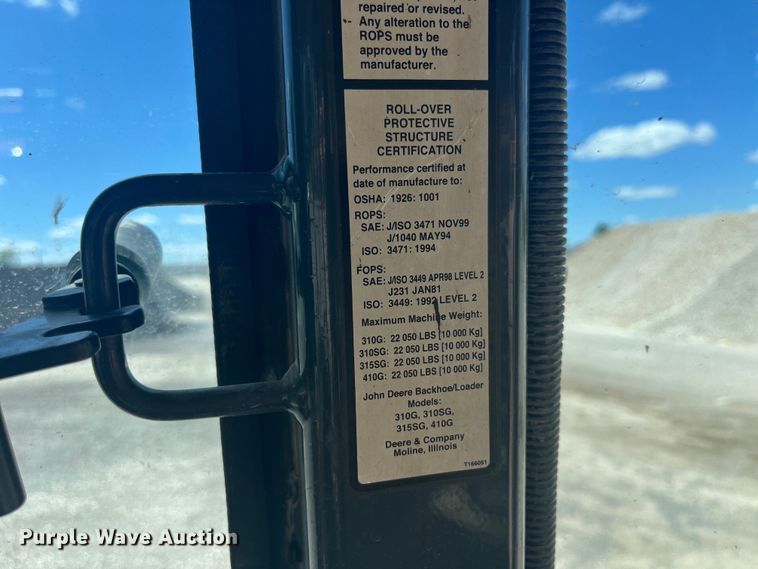 repaired or revised.
Any alteration to the
ROPS must be
approved by the
manufacturer.
ROLL-OVER
PROTECTIVE
STRUCTURE
CERTIFICATION
Performance certified at
date of manufacture to:
OSHA: 1926: 1001
ROPS:
SAE: J/ISO 3471 NOV99
J/1040 MAY94
ISO: 3471: 1994
FOPS:
SAE: J/ISO 3449 APR98 LEVEL 2
J231 JAN81
ISO: 3449: 1992 LEVEL 2
Maximum Machine Weight:
310G: 22 050 LBS [10 000 Kg]
310SG: 22 050 LBS [10 000 Kg]
315SG: 22 050 LBS [10 000 Kg]
410G: 22 050 LBS [10 000 Kg]
John Deere Backhoe/Loader
Models:
310G, 310SG,
315SG, 410G
Deere & Company
Moline, Illinois
T166051
Purple Wave Auction